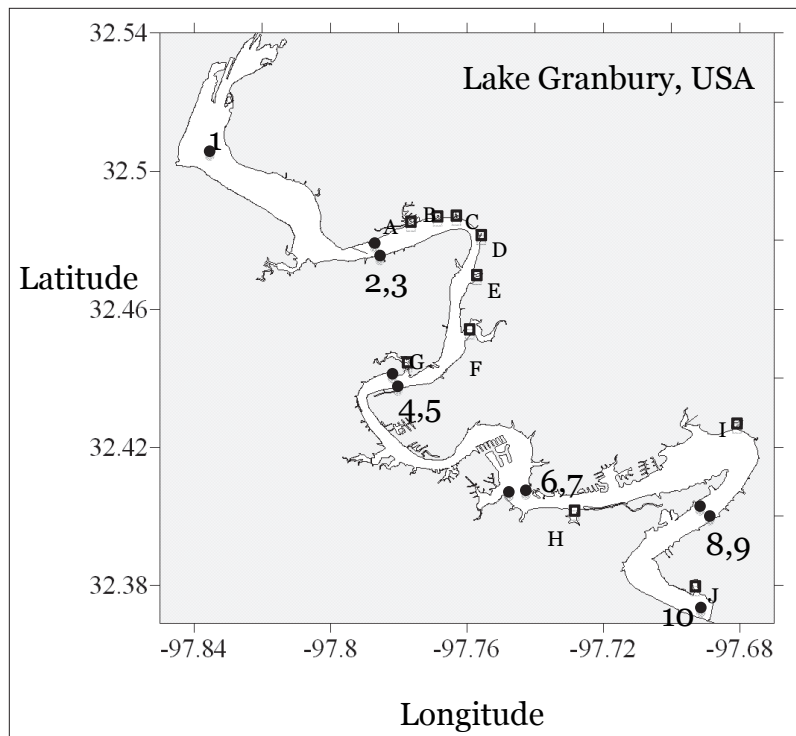 32.54
Lake Granbury, USA
1
32.5
A
B
C
D
2,3
E
Latitude
32.46
G
F
4,5
32.42
I
6,7
H
8,9
32.38
J
10
-97.84
-97.8
-97.76
-97.72
-97.68
Longitude